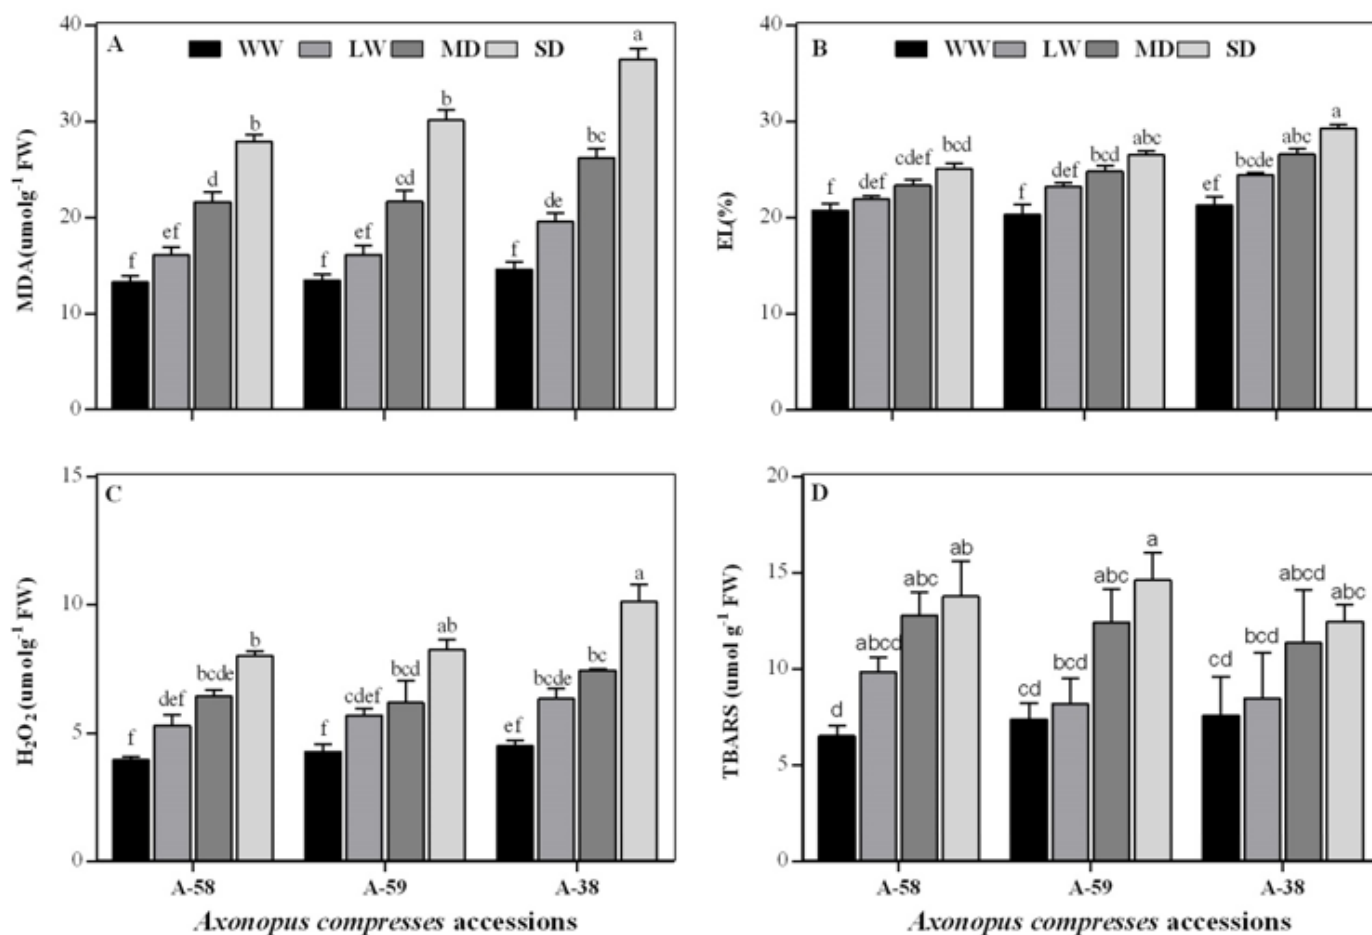 A WW LW MD SD
MDA(umolg⁻¹ FW)
40
30
20
10
0
f ef d b
f ef cd b
f de bc a
B WW LW MD SD
EL(%)
40
30
20
10
0
f def cdef bcd
f def bcd abc
ef bcde abc a
C
H₂O₂(umolg⁻¹ FW)
15
10
5
0
f def bcde b
f cdef bcd ab
ef bcde bc a
A-58 A-59 A-38
Axonopus compresses accessions
D
TBARS (umol g⁻¹ FW)
20
15
10
5
0
d abcd abc ab
cd bcd abc a
cd bcd abcd abc
A-58 A-59 A-38
Axonopus compresses accessions